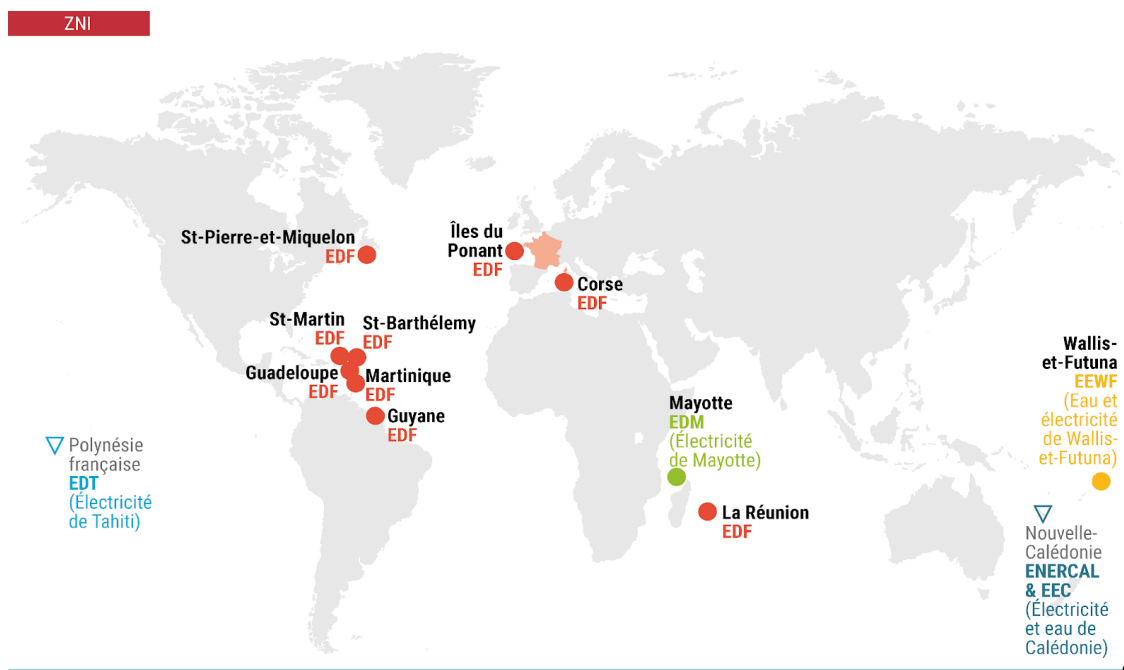 ZNI
St-Pierre-et-Miquelon
EDF
Îles du
Ponant
EDF
Corse
EDF
St-Martin
EDF
St-Barthélemy
EDF
Guadeloupe
EDF
Martinique
EDF
Guyane
EDF
Polynésie
française
EDT
(Électricité
de Tahiti)
Mayotte
EDM
(Électricité
de Mayotte)
La Réunion
EDF
Wallis-
et-Futuna
EEWF
(Eau et
électricité
de Wallis-
et-Futuna)
Nouvelle-
Calédonie
ENERCAL
& EEC
(Électricité
et eau de
Calédonie)